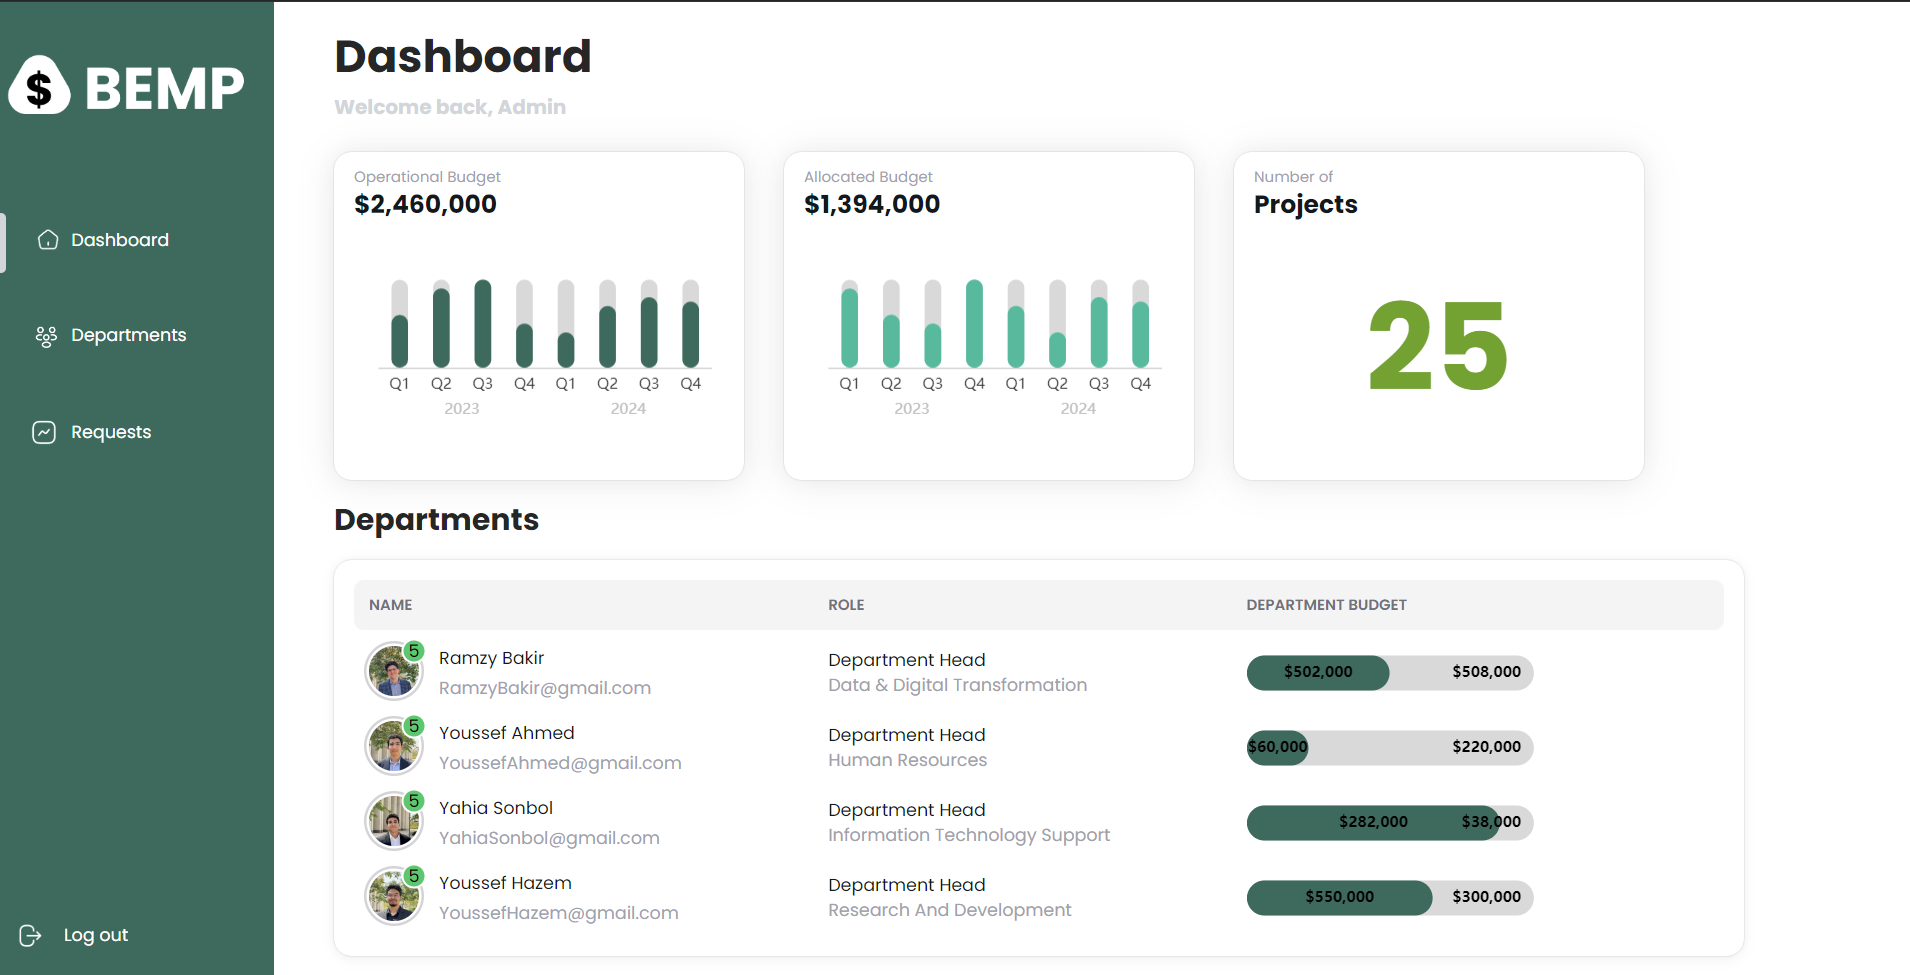 $ BEMP
Dashboard
Departments
Requests
Log out
Dashboard
Welcome back, Admin
Operational Budget
$2,460,000
Q1 Q2 Q3 Q4 Q1 Q2 Q3 Q4
2023 2024
Allocated Budget
$1,394,000
Q1 Q2 Q3 Q4 Q1 Q2 Q3 Q4
2023 2024
Number of
Projects
25
Departments
NAME ROLE DEPARTMENT BUDGET
5
Ramzy Bakir
RamzyBakir@gmail.com
Department Head
Data & Digital Transformation
$502,000 $508,000
5
Youssef Ahmed
YoussefAhmed@gmail.com
Department Head
Human Resources
$60,000 $220,000
5
Yahia Sonbol
YahiaSonbol@gmail.com
Department Head
Information Technology Support
$282,000 $38,000
5
Youssef Hazem
YoussefHazem@gmail.com
Department Head
Research And Development
$550,000 $300,000